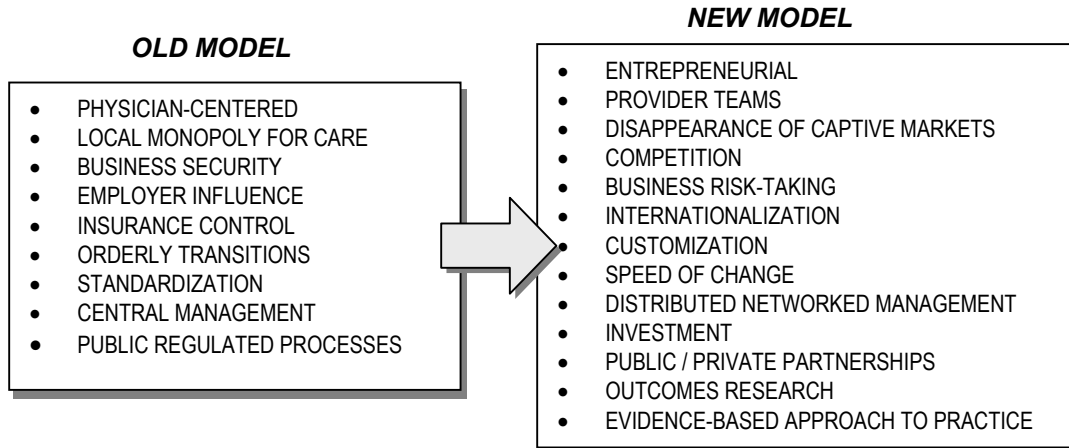 OLD MODEL
• PHYSICIAN-CENTERED
• LOCAL MONOPOLY FOR CARE
• BUSINESS SECURITY
• EMPLOYER INFLUENCE
• INSURANCE CONTROL
• ORDERLY TRANSITIONS
• STANDARDIZATION
• CENTRAL MANAGEMENT
• PUBLIC REGULATED PROCESSES
NEW MODEL
• ENTREPRENEURIAL
• PROVIDER TEAMS
• DISAPPEARANCE OF CAPTIVE MARKETS
• COMPETITION
• BUSINESS RISK-TAKING
• INTERNATIONALIZATION
• CUSTOMIZATION
• SPEED OF CHANGE
• DISTRIBUTED NETWORKED MANAGEMENT
• INVESTMENT
• PUBLIC / PRIVATE PARTNERSHIPS
• OUTCOMES RESEARCH
• EVIDENCE-BASED APPROACH TO PRACTICE